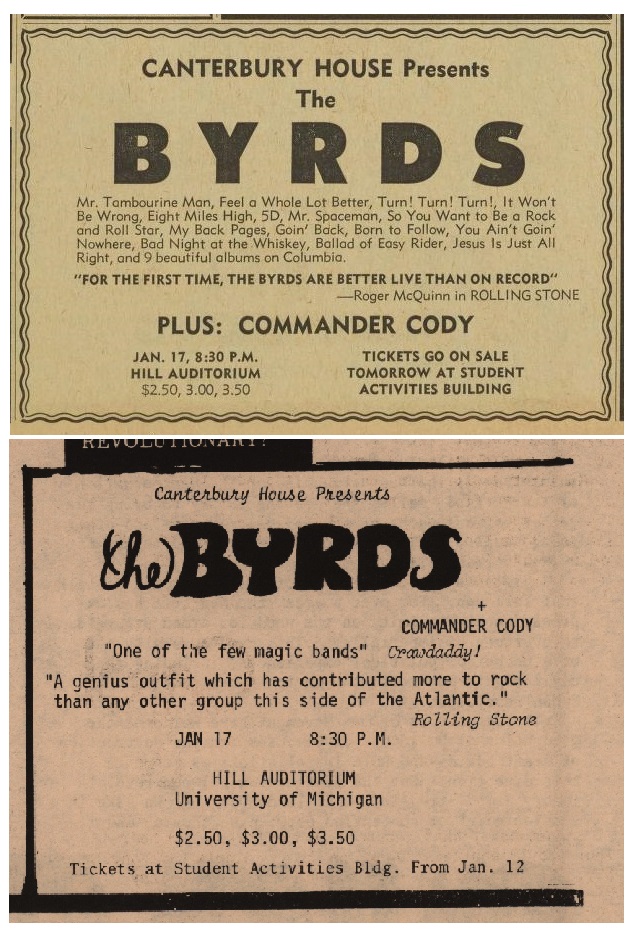 CANTERBURY HOUSE Presents
The
BYRDS
Mr. Tambourine Man, Feel a Whole Lot Better, Turn! Turn! Turn!, It Won't
Be Wrong, Eight Miles High, 5D, Mr. Spaceman, So You Want to Be a Rock
and Roll Star, My Back Pages, Goin' Back, Born to Follow, You Ain't Goin'
Nowhere, Bad Night at the Whiskey, Ballad of Easy Rider, Jesus Is Just All
Right, and 9 beautiful albums on Columbia.
"FOR THE FIRST TIME, THE BYRDS ARE BETTER LIVE THAN ON RECORD"
—Roger McQuinn in ROLLING STONE
PLUS: COMMANDER CODY
JAN. 17, 8:30 P.M.
HILL AUDITORIUM
$2.50, 3.00, 3.50
TICKETS GO ON SALE
TOMORROW AT STUDENT
ACTIVITIES BUILDING
REVOLUTIONARY!
Canterbury House Presents
(the) BYRDS
+
COMMANDER CODY
"One of the few magic bands" Crawdaddy!
"A genius outfit which has contributed more to rock
than any other group this side of the Atlantic."
Rolling Stone
JAN 17 8:30 P.M.
HILL AUDITORIUM
University of Michigan
$2.50, $3.00, $3.50
Tickets at Student Activities Bldg. From Jan. 12